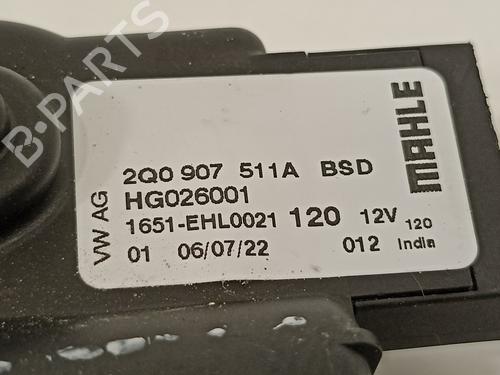 B-PARTS
VW AG
2Q0 907 511A BSD
HG026001
1651-EHL0021 120 12V 120
01 06/07/22 012 India
MAHLE